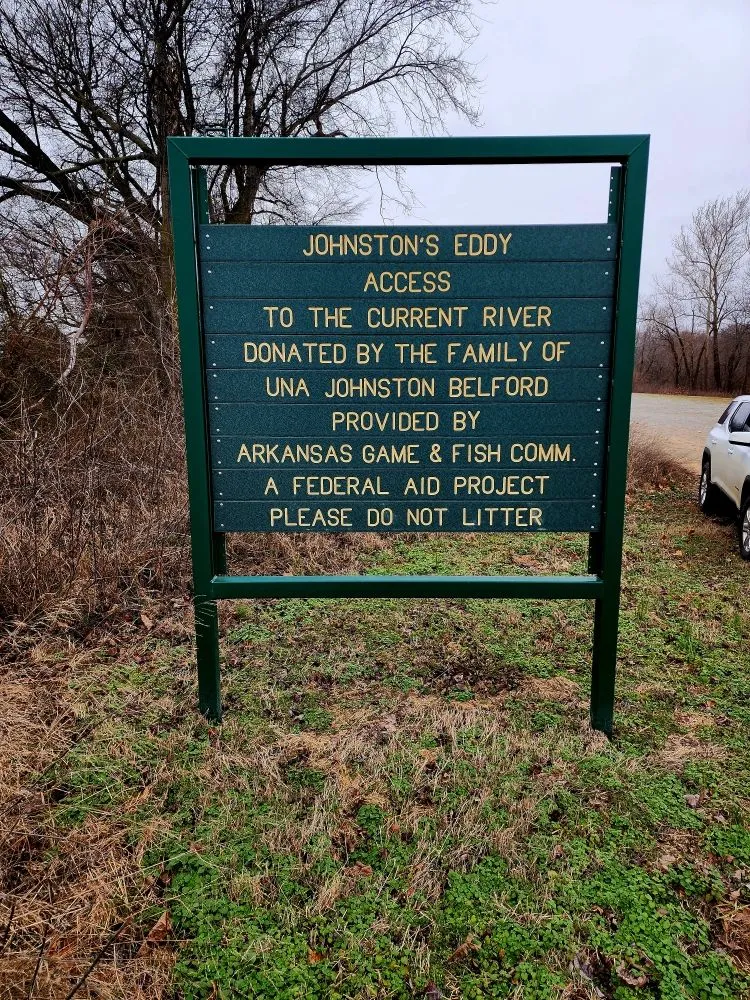 JOHNSTON'S EDDY
ACCESS
TO THE CURRENT RIVER
DONATED BY THE FAMILY OF
UNA JOHNSTON BELFORD
PROVIDED BY
ARKANSAS GAME & FISH COMM.
A FEDERAL AID PROJECT
PLEASE DO NOT LITTER